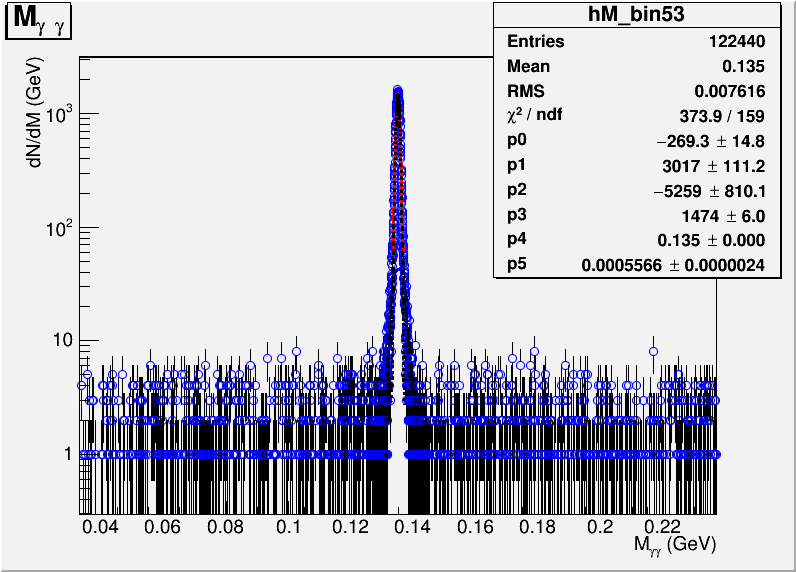 M_γ γ
hM_bin53
Entries 122440
Mean 0.135
RMS 0.007616
χ² / ndf 373.9 / 159
p0 −269.3 ± 14.8
p1 3017 ± 111.2
p2 −5259 ± 810.1
p3 1474 ± 6.0
p4 0.135 ± 0.000
p5 0.0005566 ± 0.0000024
dN/dM (GeV)
10³
10²
10
1
0.04 0.06 0.08 0.1 0.12 0.14 0.16 0.18 0.2 0.22
M_γγ (GeV)